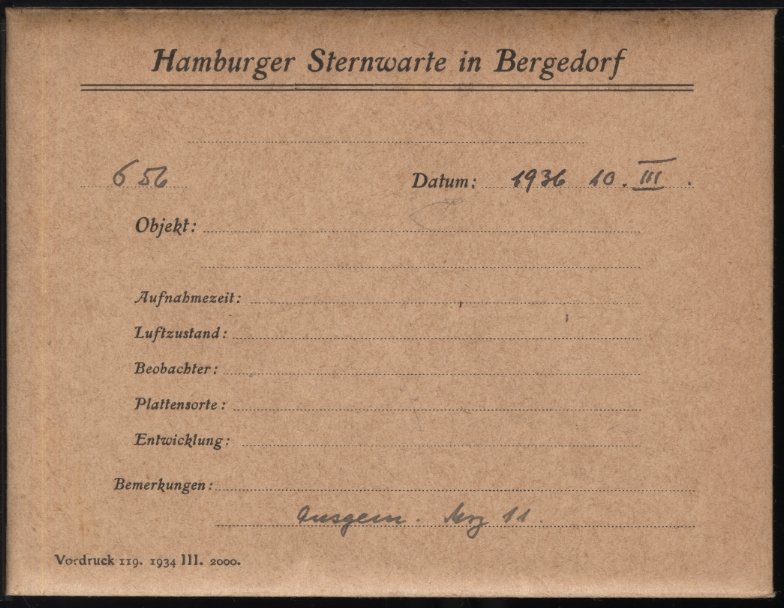 Hamburger Sternwarte in Bergedorf
656 Datum: 1936 10. III.
Objekt:
Aufnahmezeit:
Luftzustand:
Beobachter:
Plattensorte:
Entwicklung:
Bemerkungen:
ausgem. 11.
Vordruck 119. 1934 III. 2000.